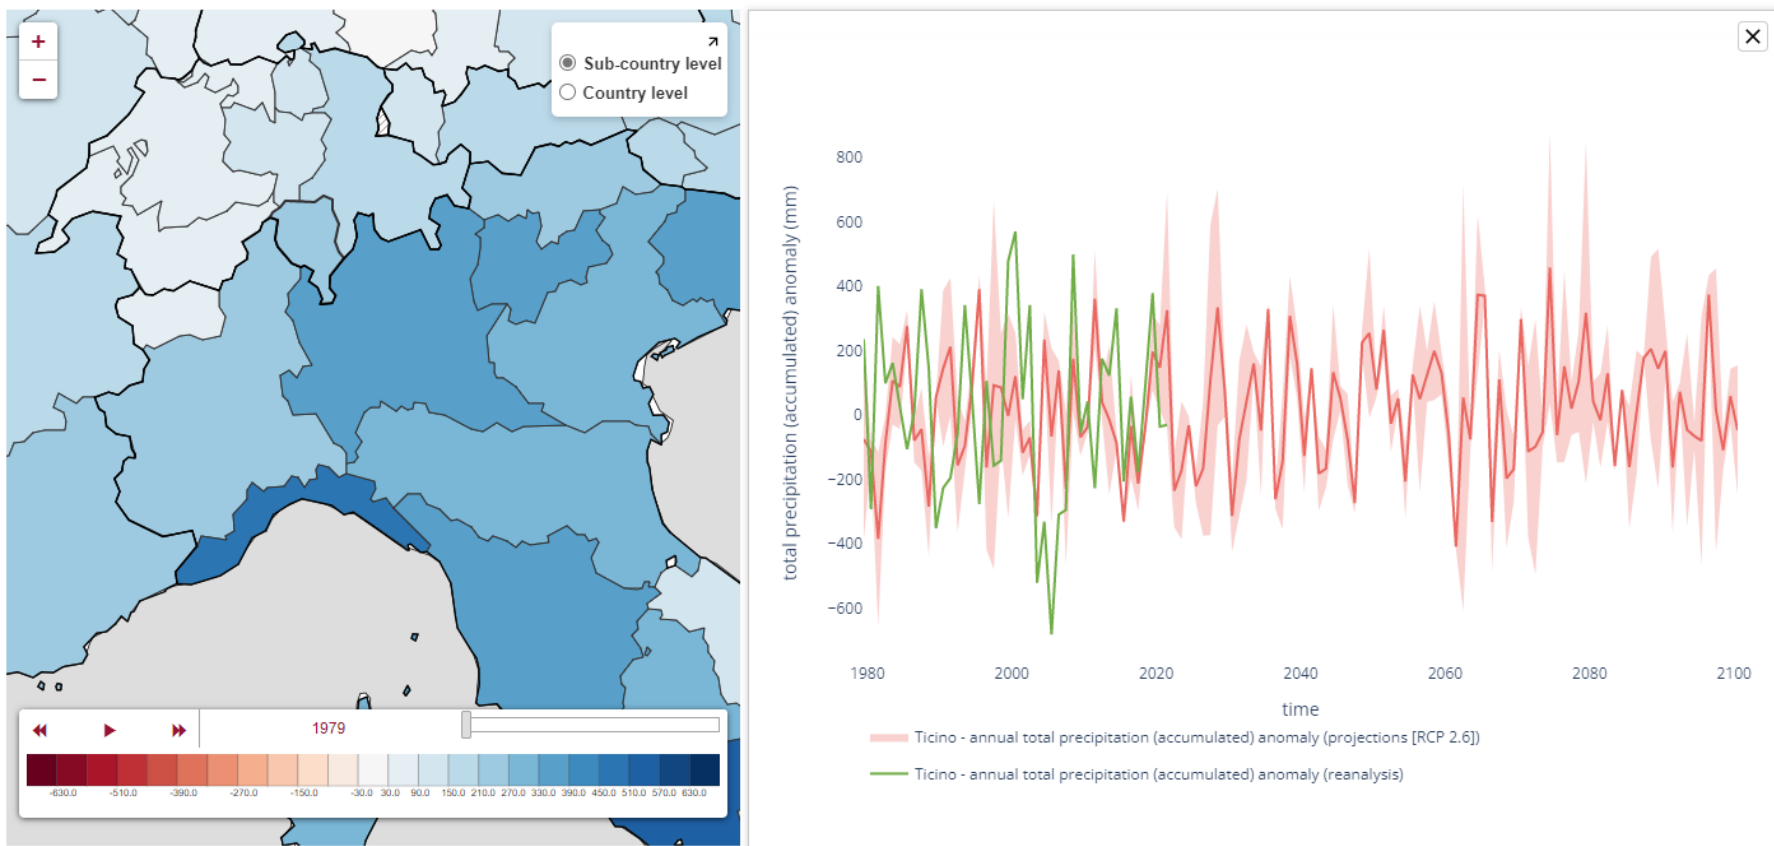 +
−
Sub-country level
Country level
1979
-630.0 -510.0 -390.0 -270.0 -150.0 -30.0 30.0 90.0 150.0 210.0 270.0 330.0 390.0 450.0 510.0 570.0 630.0
total precipitation (accumulated) anomaly (mm)
800
600
400
200
0
−200
−400
−600
1980 2000 2020 2040 2060 2080 2100
time
Ticino - annual total precipitation (accumulated) anomaly (projections [RCP 2.6])
Ticino - annual total precipitation (accumulated) anomaly (reanalysis)